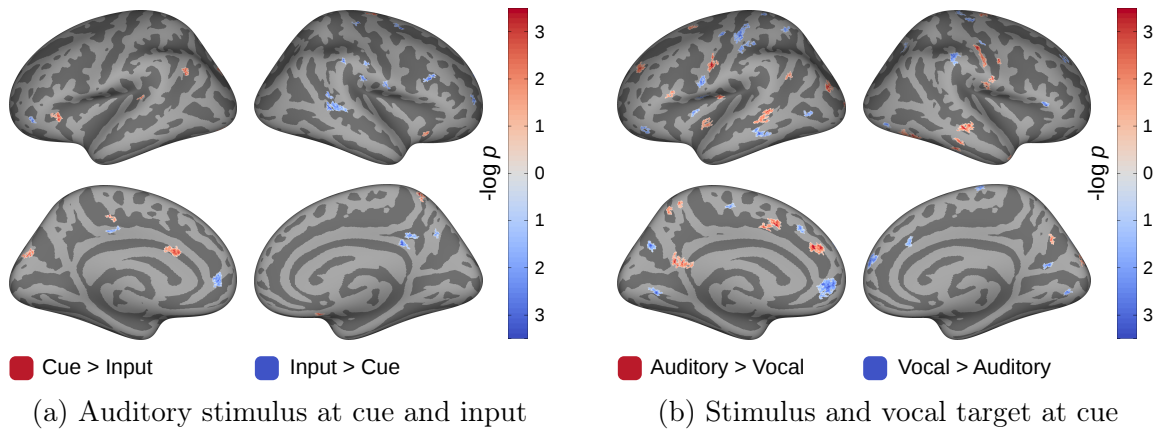 3
2
1
0
1
2
3
-log p
Cue > Input
Input > Cue
(a) Auditory stimulus at cue and input
3
2
1
0
1
2
3
-log p
Auditory > Vocal
Vocal > Auditory
(b) Stimulus and vocal target at cue